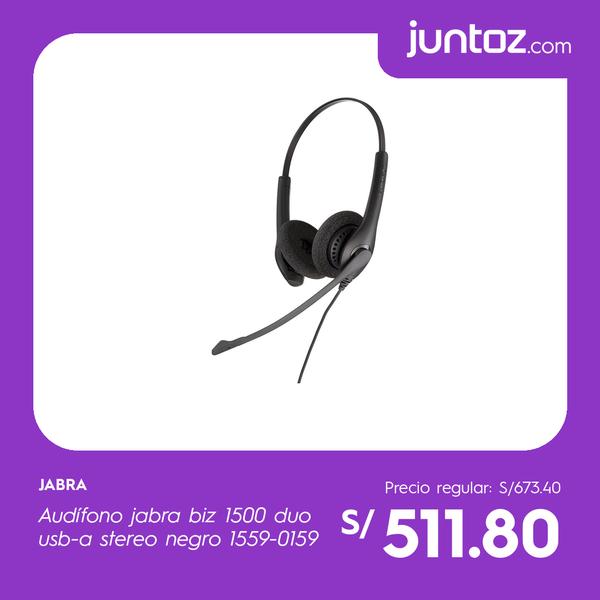 juntoz.com
JABRA
Audífono jabra biz 1500 duo
usb-a stereo negro 1559-0159
Precio regular: S/673.40
S/ 511.80